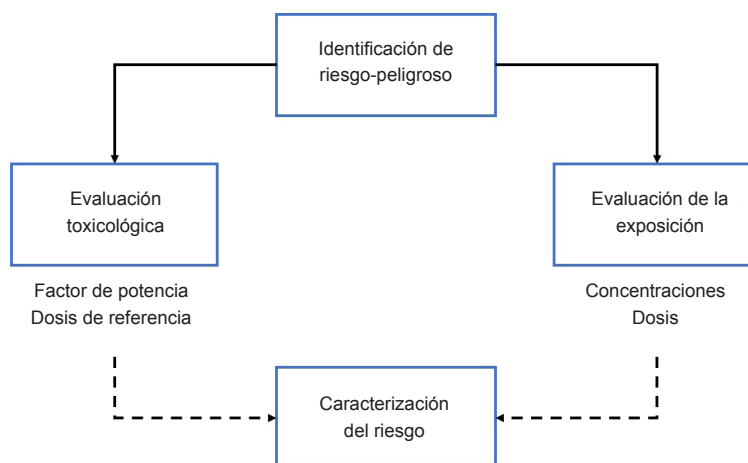 Identificación de
riesgo-peligroso
Evaluación
toxicológica
Evaluación de la
exposición
Factor de potencia
Dosis de referencia
Concentraciones
Dosis
Caracterización
del riesgo